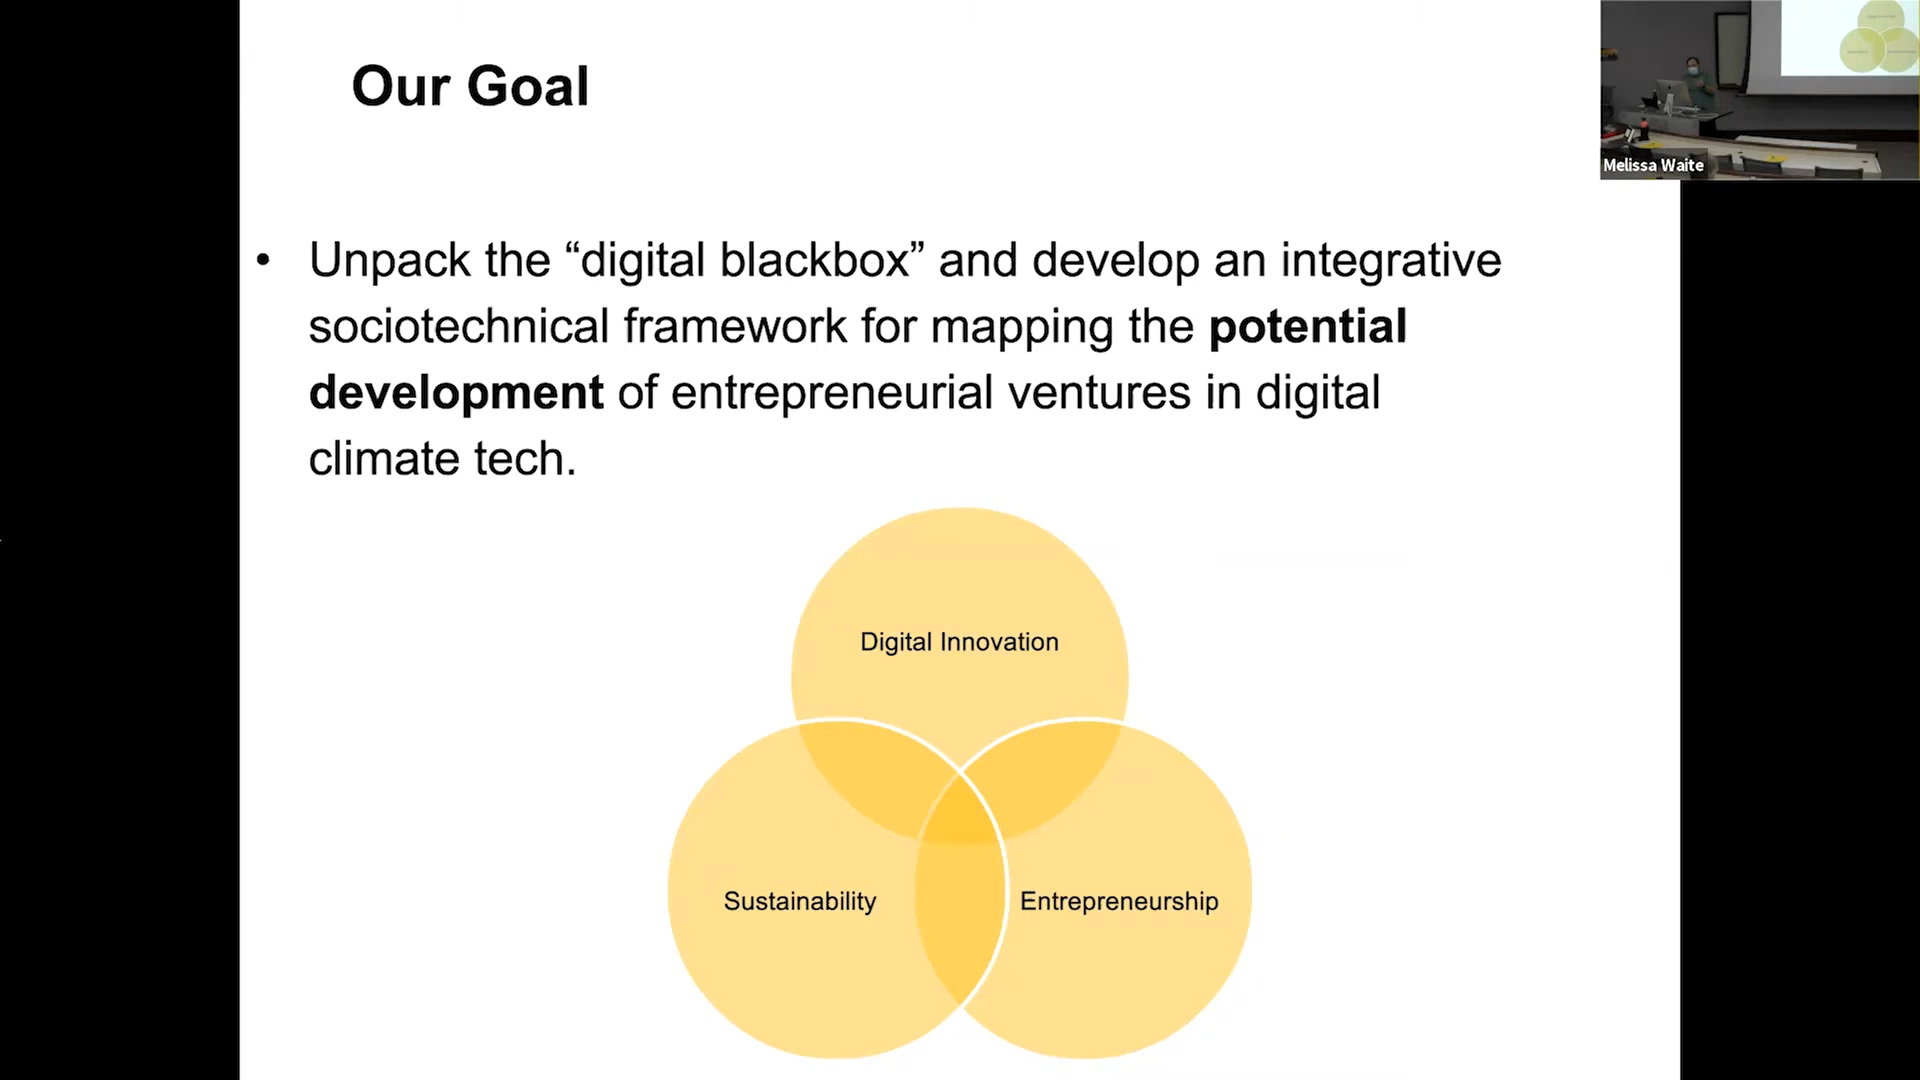 Our Goal
Melissa Waite
• Unpack the “digital blackbox” and develop an integrative
sociotechnical framework for mapping the potential
development of entrepreneurial ventures in digital
climate tech.
Digital Innovation
Sustainability
Entrepreneurship